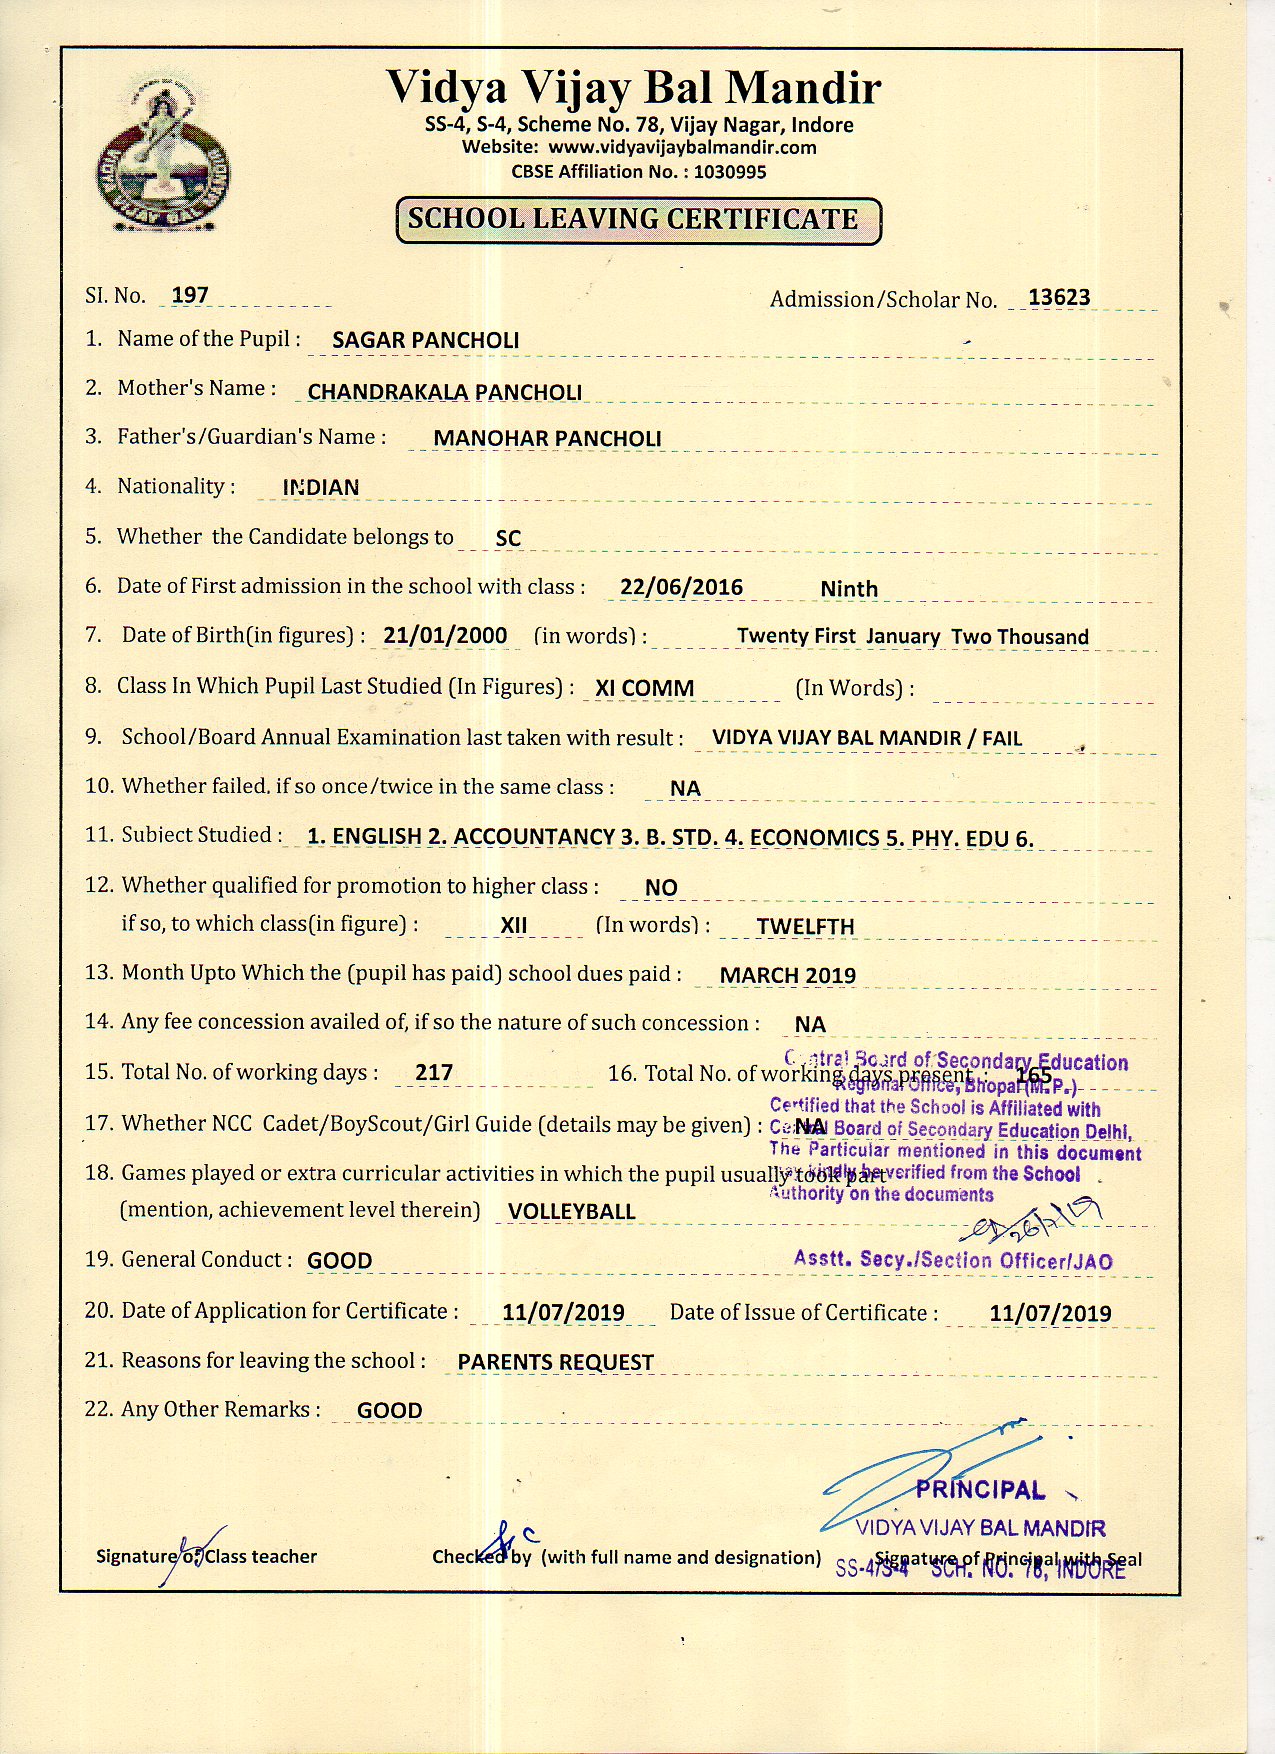 Vidya Vijay Bal Mandir
SS-4, S-4, Scheme No. 78, Vijay Nagar, Indore
Website: www.vidyavijaybalmandir.com
CBSE Affiliation No. : 1030995
VIDYA VIJAY BAL
SCHOOL LEAVING CERTIFICATE
SI. No. 197 Admission/Scholar No. 13623
1. Name of the Pupil : SAGAR PANCHOLI
2. Mother's Name : CHANDRAKALA PANCHOLI
3. Father's/Guardian's Name : MANOHAR PANCHOLI
4. Nationality : INDIAN
5. Whether the Candidate belongs to SC
6. Date of First admission in the school with class : 22/06/2016 Ninth
7. Date of Birth(in figures) : 21/01/2000 (in words) : Twenty First January Two Thousand
8. Class In Which Pupil Last Studied (In Figures) : XI COMM (In Words) :
9. School/Board Annual Examination last taken with result : VIDYA VIJAY BAL MANDIR / FAIL
10. Whether failed, if so once/twice in the same class : NA
11. Subject Studied : 1. ENGLISH 2. ACCOUNTANCY 3. B. STD. 4. ECONOMICS 5. PHY. EDU 6.
12. Whether qualified for promotion to higher class : NO
if so, to which class(in figure) : XII (In words) : TWELFTH
13. Month Upto Which the (pupil has paid) school dues paid : MARCH 2019
14. Any fee concession availed of, if so the nature of such concession : NA
15. Total No. of working days : 217 16. Total No. of working days present : 165
17. Whether NCC Cadet/BoyScout/Girl Guide (details may be given) : NA
18. Games played or extra curricular activities in which the pupil usually took part
(mention, achievement level therein) VOLLEYBALL
Central Board of Secondary Education
Regional Office, Bhopal (M.P.)
Certified that the School is Affiliated with
Central Board of Secondary Education Delhi,
The Particular mentioned in this document
may kindly be verified from the School
Authority on the documents
26/7/19
Asstt. Secy./Section Officer/JAO
19. General Conduct : GOOD
20. Date of Application for Certificate : 11/07/2019 Date of Issue of Certificate : 11/07/2019
21. Reasons for leaving the school : PARENTS REQUEST
22. Any Other Remarks : GOOD
PRINCIPAL
VIDYA VIJAY BAL MANDIR
SS-4/S-4 SCH. NO. 78, INDORE
Signature of Class teacher Checked by (with full name and designation) Signature of Principal with Seal